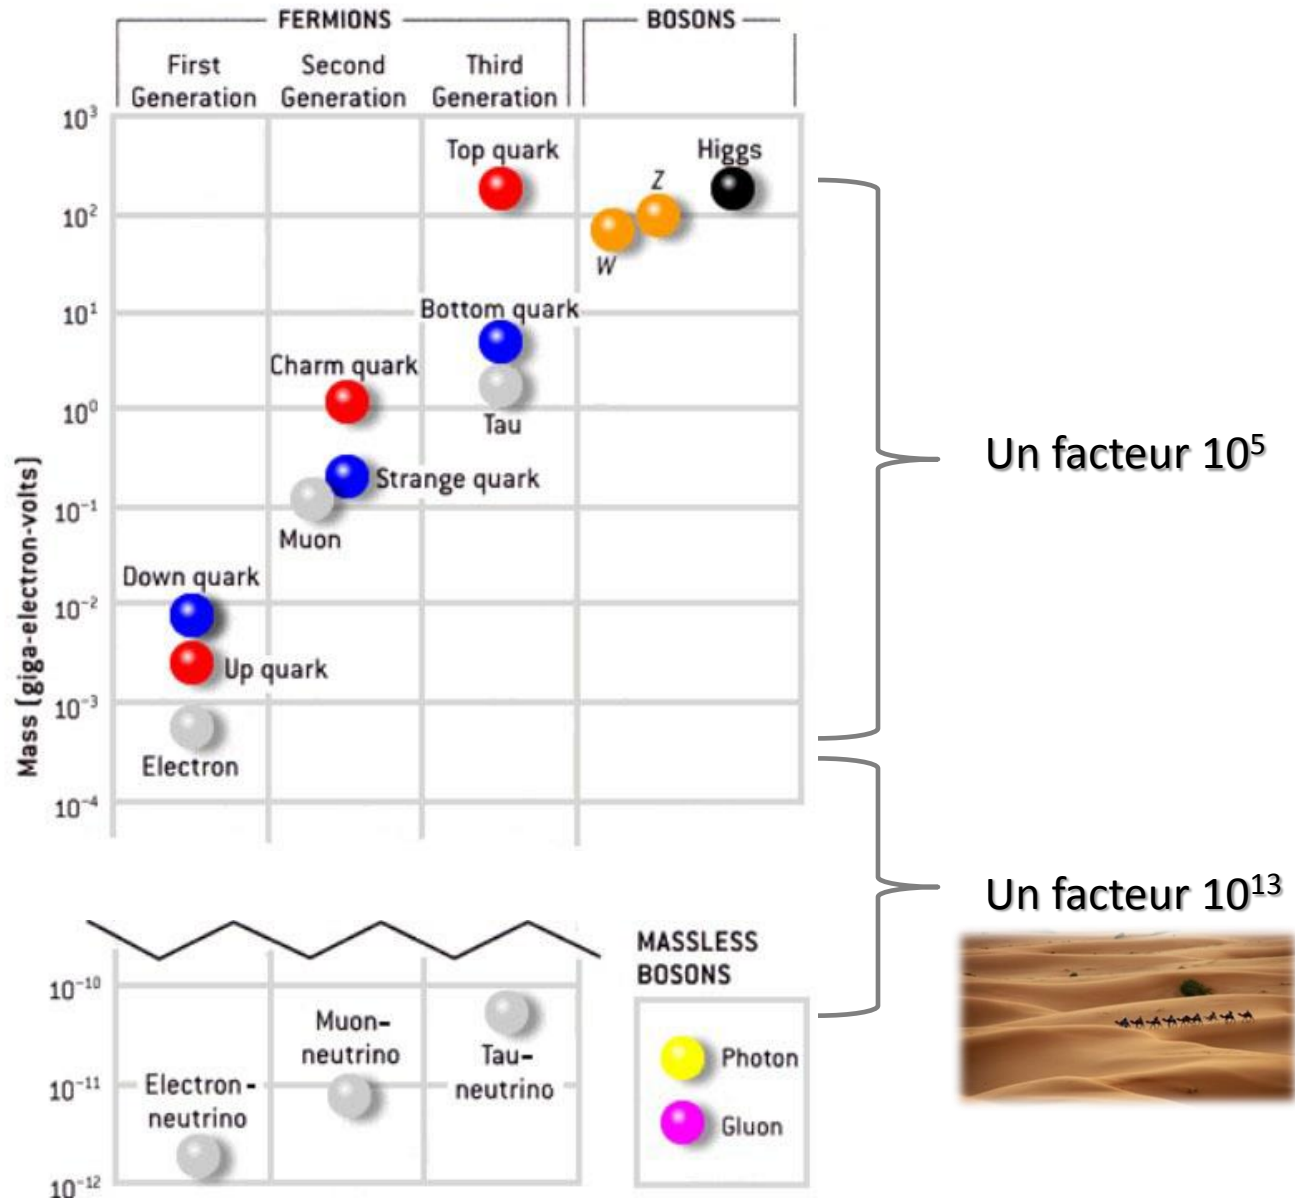 FERMIONS
BOSONS
First
Generation
Second
Generation
Third
Generation
Mass (giga-electron-volts)
10³
10²
10¹
10⁰
10⁻¹
10⁻²
10⁻³
10⁻⁴
Top quark
Higgs
Z
W
Bottom quark
Charm quark
Tau
Strange quark
Muon
Down quark
Up quark
Electron
Un facteur 10⁵
Un facteur 10¹³
10⁻¹⁰
10⁻¹¹
10⁻¹²
Muon-
neutrino
Tau-
neutrino
Electron-
neutrino
MASSLESS
BOSONS
Photon
Gluon